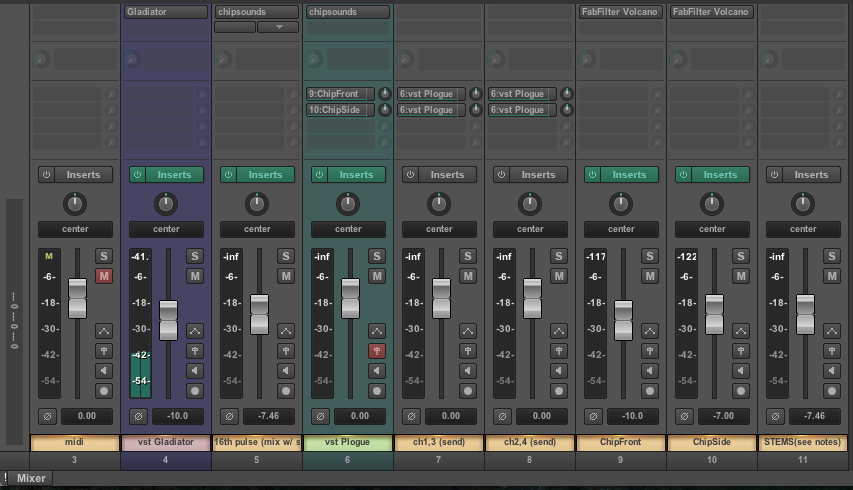 Gladiator chipsounds chipsounds FabFilter Volcano FabFilter Volcano
9:ChipFront 6:vst Plogue 6:vst Plogue
10:ChipSide 6:vst Plogue 6:vst Plogue
Inserts Inserts Inserts Inserts Inserts Inserts Inserts Inserts Inserts
center center center center center center center center center
M S -41. S -inf S -inf S -inf S -inf S -117 S -122 S -inf S
-6- M -6- M -6- M -6- M -6- M -6- M -6- M -6- M -6- M
-18- -18- -18- -18- -18- -18- -18- -18- -18-
-30- -30- -30- -30- -30- -30- -30- -30- -30-
-42- -42- -42- -42- -42- -42- -42- -42- -42-
-54- -54- -54- -54- -54- -54- -54- -54- -54-
0.00 -10.0 -7.46 0.00 0.00 0.00 -10.0 -7.00 -7.46
midi vst Gladiator 16th pulse (mix w/ s vst Plogue ch1,3 (send) ch2,4 (send) ChipFront ChipSide STEMS(see notes)
3 4 5 6 7 8 9 10 11
! Mixer